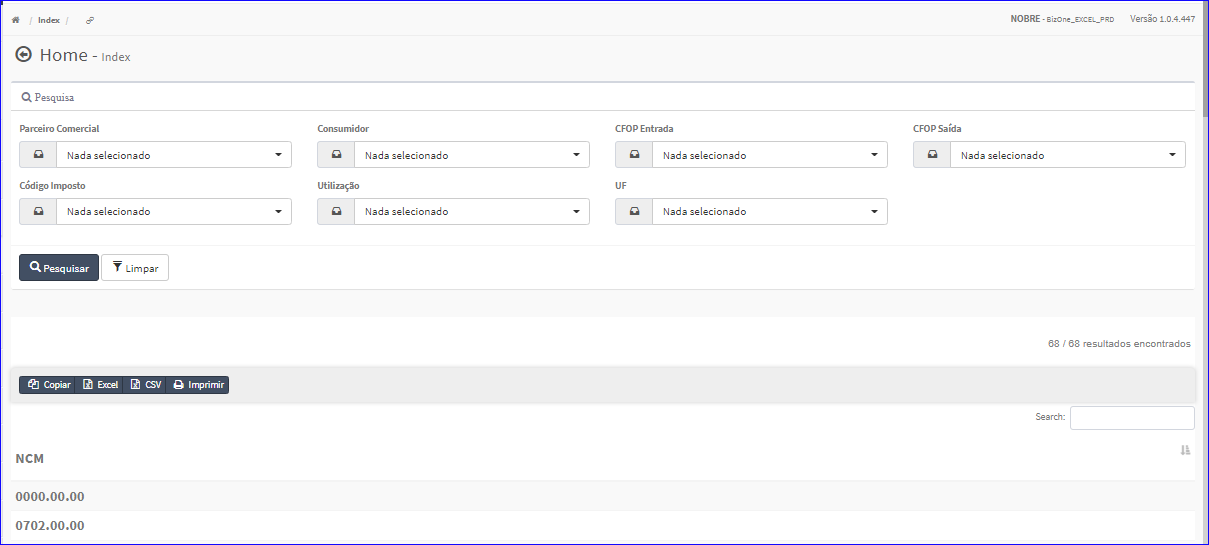 / Index /
NOBRE - BizOne_EXCEL_PRD Versão 1.0.4.447
Home - Index
Pesquisa
Parceiro Comercial Consumidor CFOP Entrada CFOP Saída
Nada selecionado Nada selecionado Nada selecionado Nada selecionado
Código Imposto Utilização UF
Nada selecionado Nada selecionado Nada selecionado
Pesquisar Limpar
68 / 68 resultados encontrados
Copiar Excel CSV Imprimir
Search:
NCM
0000.00.00
0702.00.00